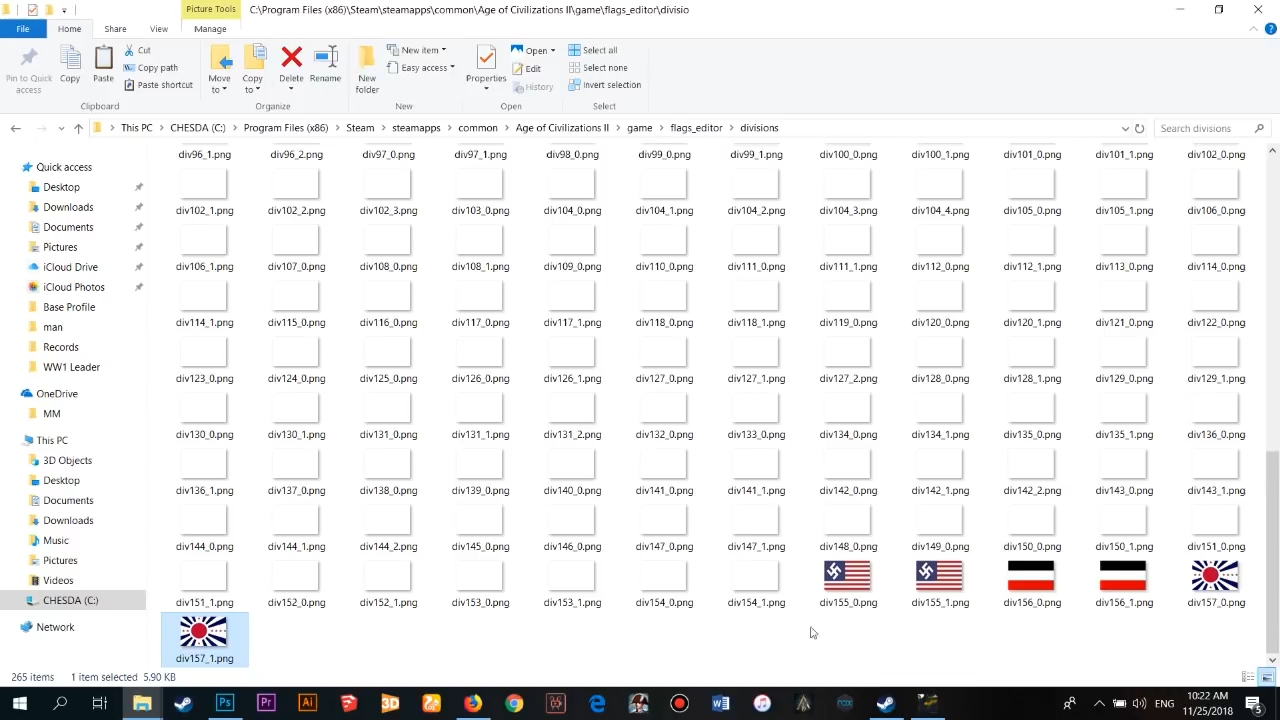 Picture Tools
C:\Program Files (x86)\Steam\steamapps\common\Age of Civilizations II\game\flags_editor\divisio
File Home Share View Manage
Pin to Quick access
Copy
Paste
Cut
Copy path
Paste shortcut
Move to
Copy to
Delete
Rename
New folder
New item
Easy access
Properties
Open
Edit
History
Select all
Select none
Invert selection
Clipboard Organize New Open Select
This PC CHESDA (C:) Program Files (x86) Steam steamapps common Age of Civilizations II game flags_editor divisions
Search divisions
Quick access
Desktop
Downloads
Documents
Pictures
iCloud Drive
iCloud Photos
Base Profile
man
Records
WW1 Leader
OneDrive
MM
This PC
3D Objects
Desktop
Documents
Downloads
Music
Pictures
Videos
CHESDA (C:)
Network
div96_1.png div96_2.png div97_0.png div97_1.png div98_0.png div99_0.png div99_1.png div100_0.png div100_1.png div101_0.png div101_1.png div102_0.png
div102_1.png div102_2.png div102_3.png div103_0.png div104_0.png div104_1.png div104_2.png div104_3.png div104_4.png div105_0.png div105_1.png div106_0.png
div106_1.png div107_0.png div108_0.png div108_1.png div109_0.png div110_0.png div111_0.png div111_1.png div112_0.png div112_1.png div113_0.png div114_0.png
div114_1.png div115_0.png div116_0.png div117_0.png div117_1.png div118_0.png div118_1.png div119_0.png div120_0.png div120_1.png div121_0.png div122_0.png
div123_0.png div124_0.png div125_0.png div126_0.png div126_1.png div127_0.png div127_1.png div127_2.png div128_0.png div128_1.png div129_0.png div129_1.png
div130_0.png div130_1.png div131_0.png div131_1.png div131_2.png div132_0.png div133_0.png div134_0.png div134_1.png div135_0.png div135_1.png div136_0.png
div136_1.png div137_0.png div138_0.png div139_0.png div140_0.png div141_0.png div141_1.png div142_0.png div142_1.png div142_2.png div143_0.png div143_1.png
div144_0.png div144_1.png div144_2.png div145_0.png div146_0.png div147_0.png div147_1.png div148_0.png div149_0.png div150_0.png div150_1.png div151_0.png
div151_1.png div152_0.png div152_1.png div153_0.png div153_1.png div154_0.png div154_1.png div155_0.png div155_1.png div156_0.png div156_1.png div157_0.png
div157_1.png
265 items 1 item selected 5.90 KB
Ps Pr Ai 3D W nox
ENG
10:22 AM
11/25/2018
5